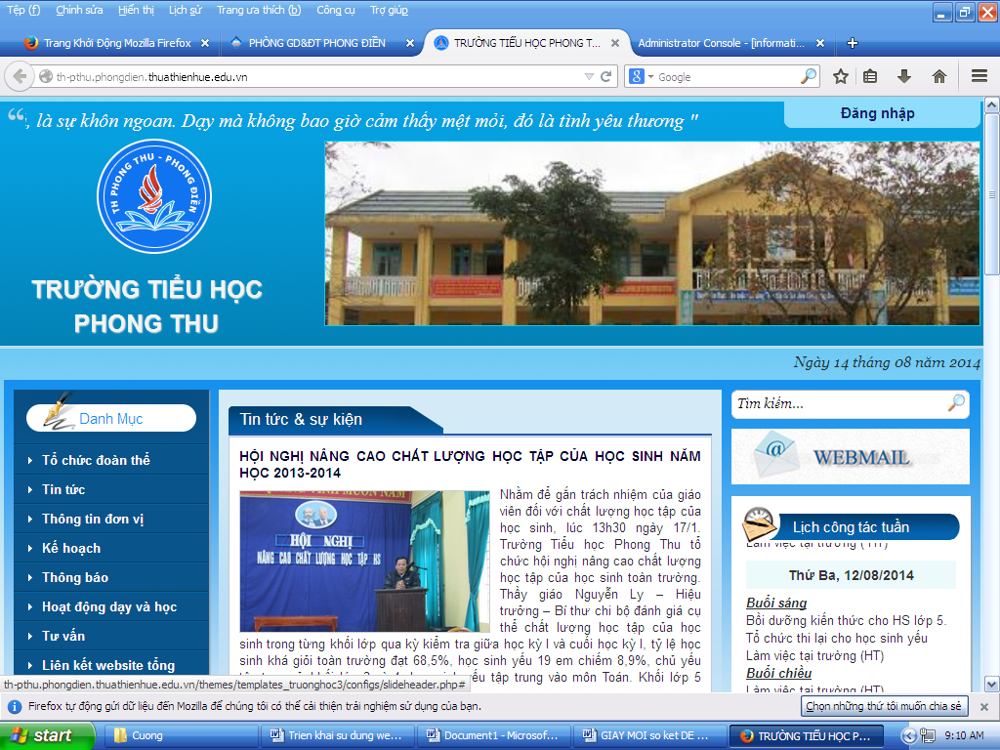 Tệp (f) Chỉnh sửa Hiển thị Lịch sử Trang ưa thích (b) Công cụ Trợ giúp
Trang Khởi Động Mozilla Firefox
PHÒNG GD&ĐT PHONG ĐIỀN
TRƯỜNG TIỂU HỌC PHONG T...
Administrator Console - [informati...
th-pthu.phongdien.thuathienhue.edu.vn
Google
, là sự khôn ngoan. Dạy mà không bao giờ cảm thấy mệt mỏi, đó là tình yêu thương "
Đăng nhập
TH PHONG THU - PHONG ĐIỀN
TRƯỜNG TIỂU HỌC
PHONG THU
Ngày 14 tháng 08 năm 2014
Danh Mục
Tổ chức đoàn thể
Tin tức
Thông tin đơn vị
Kế hoạch
Thông báo
Hoạt động dạy và học
Tư vấn
Liên kết website tổng
Tin tức & sự kiện
HỘI NGHỊ NÂNG CAO CHẤT LƯỢNG HỌC TẬP CỦA HỌC SINH NĂM
HỌC 2013-2014
HỘI NGHỊ
NÂNG CAO CHẤT LƯỢNG HỌC TẬP HS
Nhằm để gắn trách nhiệm của giáo
viên đối với chất lượng học tập của
học sinh, lúc 13h30 ngày 17/1.
Trường Tiểu học Phong Thu tổ
chức hội nghị nâng cao chất lượng
học tập của học sinh toàn trường.
Thầy giáo Nguyễn Ly – Hiệu
trưởng – Bí thư chi bộ đánh giá cụ
thể chất lượng học tập của học
sinh trong từng khối lớp qua kỳ kiểm tra giữa học kỳ I và cuối học kỳ I, tỷ lệ học
sinh khá giỏi toàn trường đạt 68,5%, học sinh yếu 19 em chiếm 8,9%, chủ yếu
yếu tập trung vào môn Toán. Khối lớp 5
Tìm kiếm...
WEBMAIL
Lịch công tác tuần
Làm việc tại trường (HT)
Thứ Ba, 12/08/2014
Buổi sáng
Bồi dưỡng kiến thức cho HS lớp 5.
Tổ chức thi lại cho học sinh yếu
Làm việc tại trường (HT)
Buổi chiều
Làm việc tại trường (HT)
th-pthu.phongdien.thuathienhue.edu.vn/themes/templates_truonghoc3/configs/slideheader.php#
Firefox tự động gửi dữ liệu đến Mozilla để chúng tôi có thể cải thiện trải nghiệm sử dụng của bạn.
Chọn những thứ tôi muốn chia sẻ
start
Cuong
Trien khai su dung we...
Document1 - Microsof...
GIAY MOI so ket DE ...
TRƯỜNG TIỂU HỌC P...
9:10 AM